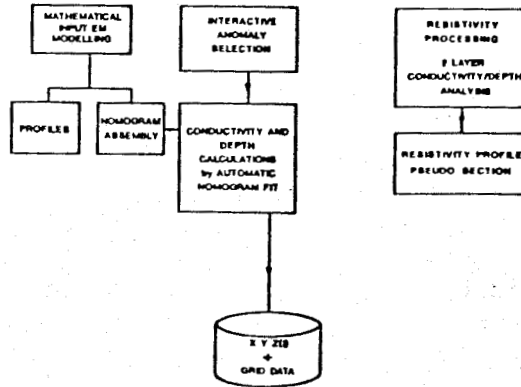 MATHEMATICAL
INPUT EM
MODELLING
INTERACTIVE
ANOMALY
SELECTION
RESISTIVITY
PROCESSING
2 LAYER
CONDUCTIVITY/DEPTH
ANALYSIS
PROFILES
NOMOGRAM
ASSEMBLY
CONDUCTIVITY AND
DEPTH
CALCULATIONS
by AUTOMATIC
NOMOGRAM FIT
RESISTIVITY PROFILE
PSEUDO SECTION
X Y
+
GRID DATA